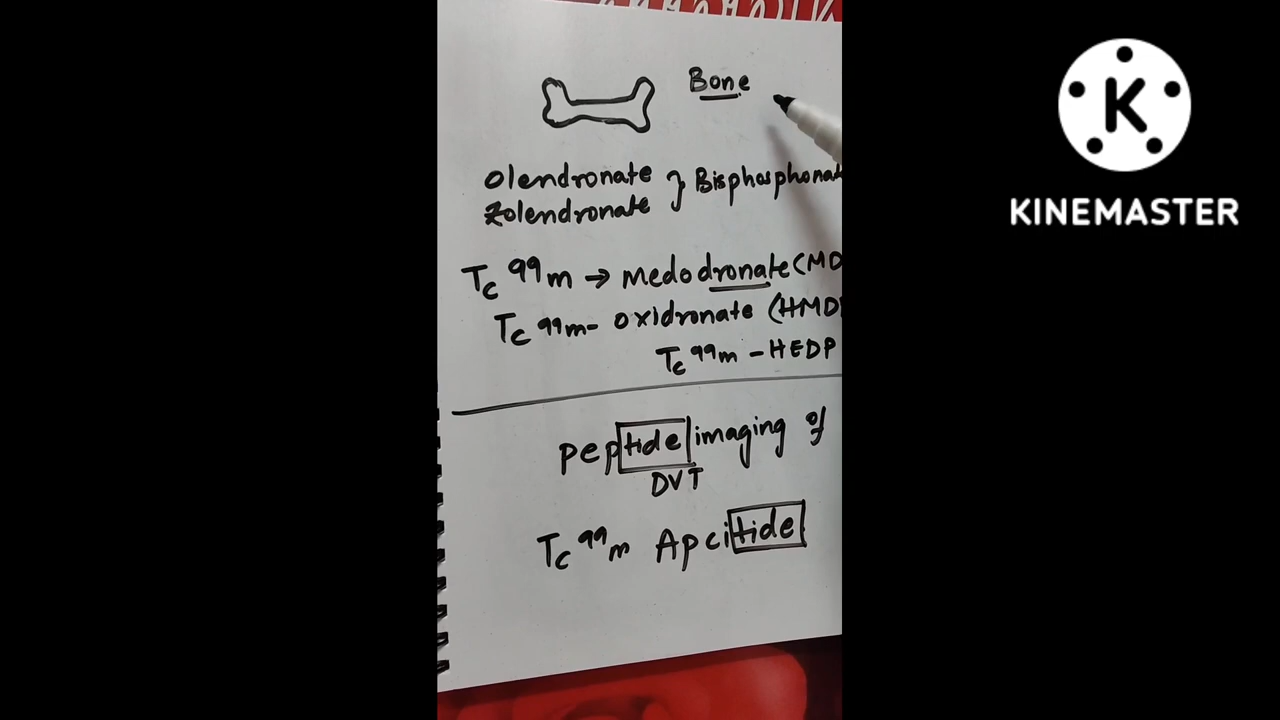 Bone
Olendronate } Bisphosphonat
Zolendronate
Tc 99m → Medodronate (MD
Tc 99m- Oxidronate (HMD
Tc 99m - HEDP
peptide imaging of
DVT
Tc 99m Apcitide
K
KINEMASTER